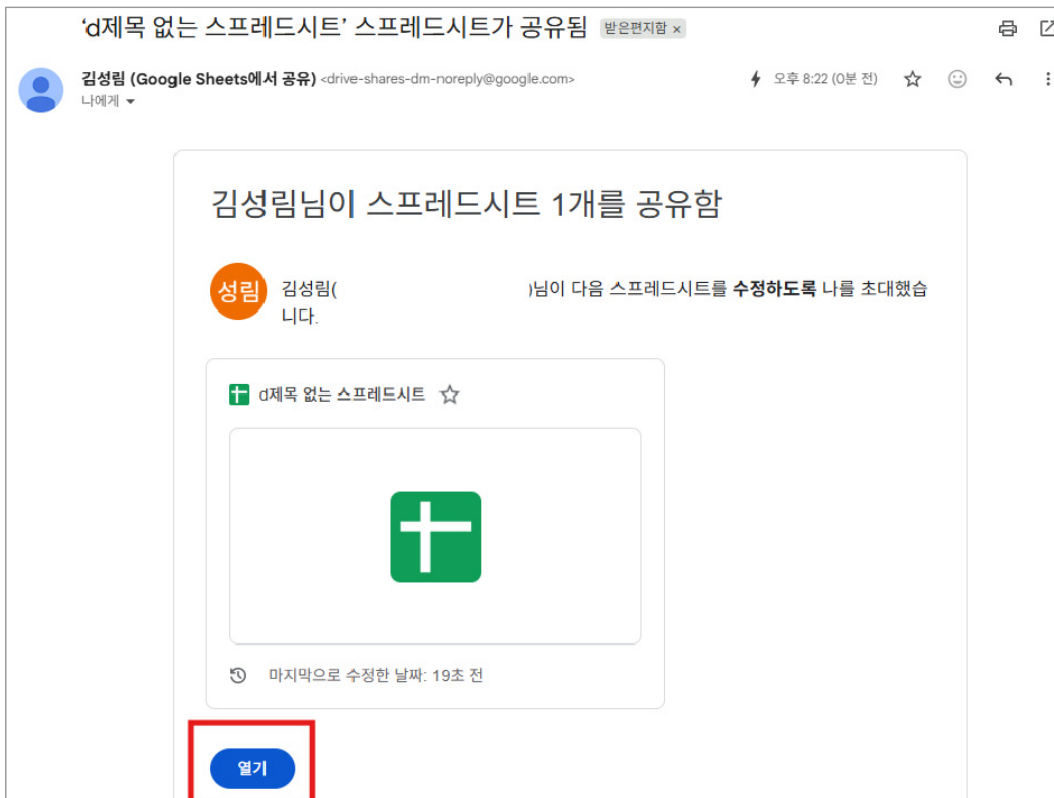 ‘d제목 없는 스프레드시트’ 스프레드시트가 공유됨 받은편지함 ×
김성림 (Google Sheets에서 공유) <drive-shares-dm-noreply@google.com>
오후 8:22 (0분 전)
나에게
김성림님이 스프레드시트 1개를 공유함
성림
김성림( )님이 다음 스프레드시트를 수정하도록 나를 초대했습
니다.
d제목 없는 스프레드시트
마지막으로 수정한 날짜: 19초 전
열기